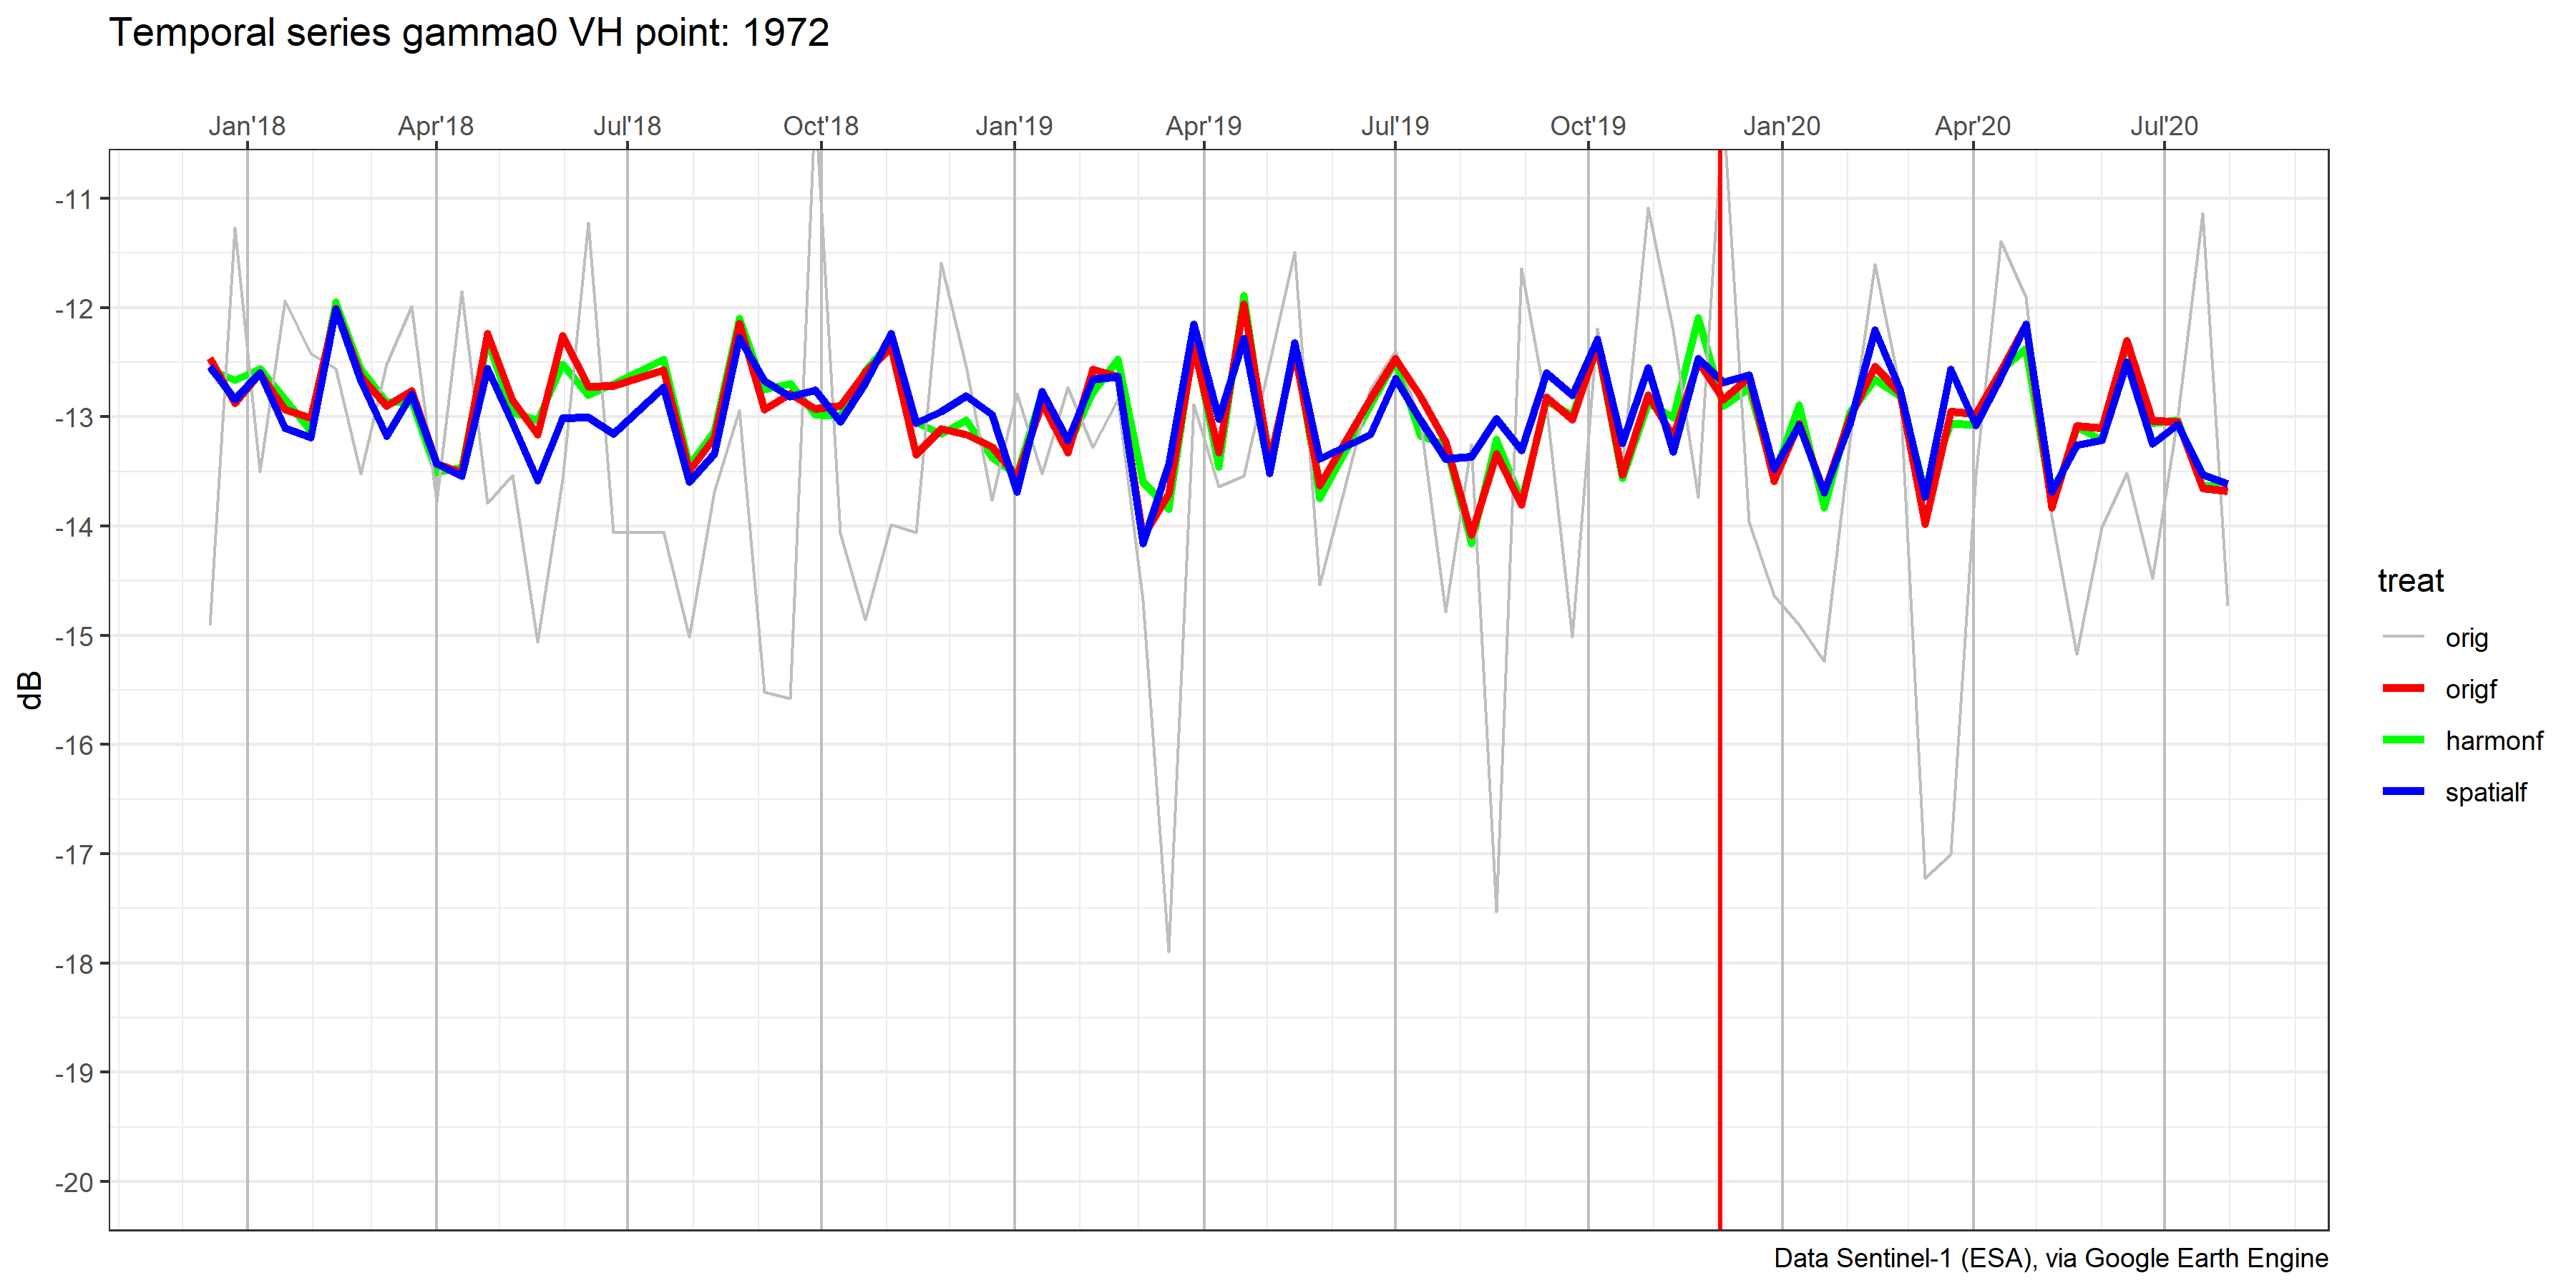 Temporal series gamma0 VH point: 1972
Jan'18 Apr'18 Jul'18 Oct'18 Jan'19 Apr'19 Jul'19 Oct'19 Jan'20 Apr'20 Jul'20
-11
-12
-13
-14
-15
-16
-17
-18
-19
-20
dB
treat
orig
origf
harmonf
spatialf
Data Sentinel-1 (ESA), via Google Earth Engine